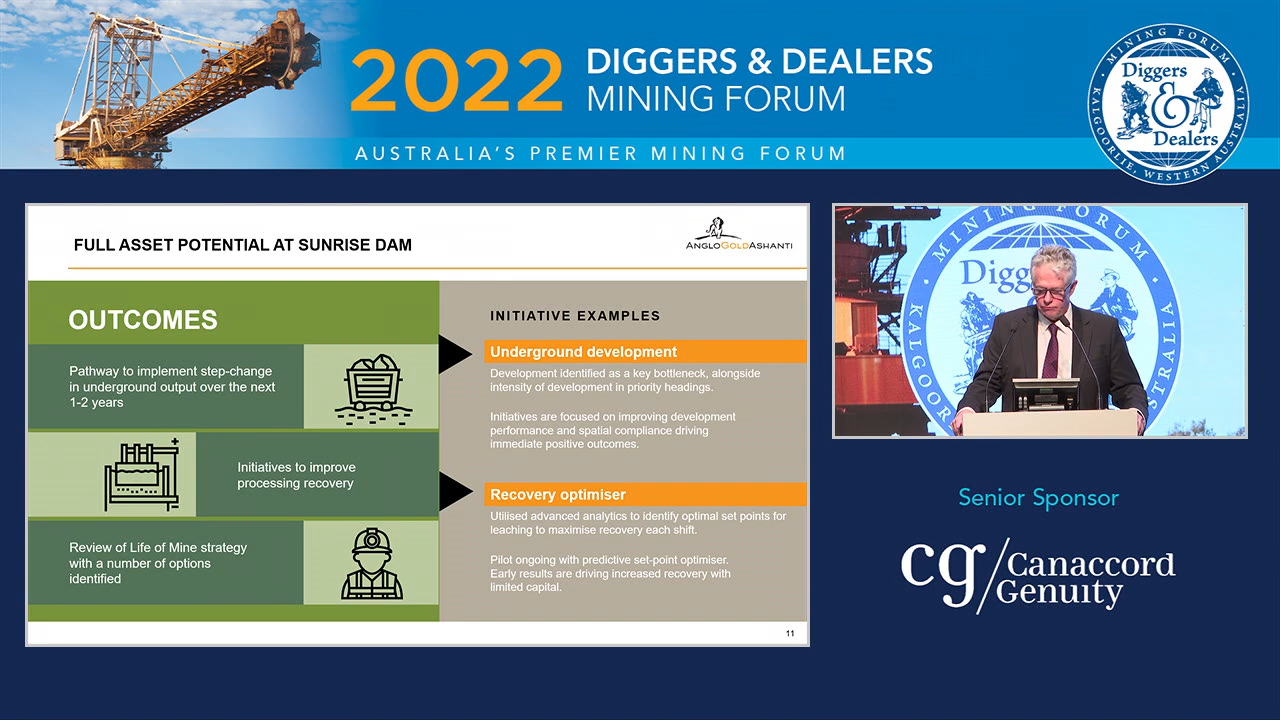 2022
DIGGERS & DEALERS
MINING FORUM
AUSTRALIA'S PREMIER MINING FORUM
MINING FORUM
Diggers
&
Dealers
KALGOORLIE, WESTERN AUSTRALIA
FULL ASSET POTENTIAL AT SUNRISE DAM
ANGLOGOLDASHANTI
OUTCOMES
Pathway to implement step-change
in underground output over the next
1-2 years
Initiatives to improve
processing recovery
Review of Life of Mine strategy
with a number of options
identified
INITIATIVE EXAMPLES
Underground development
Development identified as a key bottleneck, alongside
intensity of development in priority headings.
Initiatives are focused on improving development
performance and spatial compliance driving
immediate positive outcomes.
Recovery optimiser
Utilised advanced analytics to identify optimal set points for
leaching to maximise recovery each shift.
Pilot ongoing with predictive set-point optimiser.
Early results are driving increased recovery with
limited capital.
11
MINING FORUM
Digg
KALGOOR
TRALIA
Senior Sponsor
cg/Canaccord
Genuity